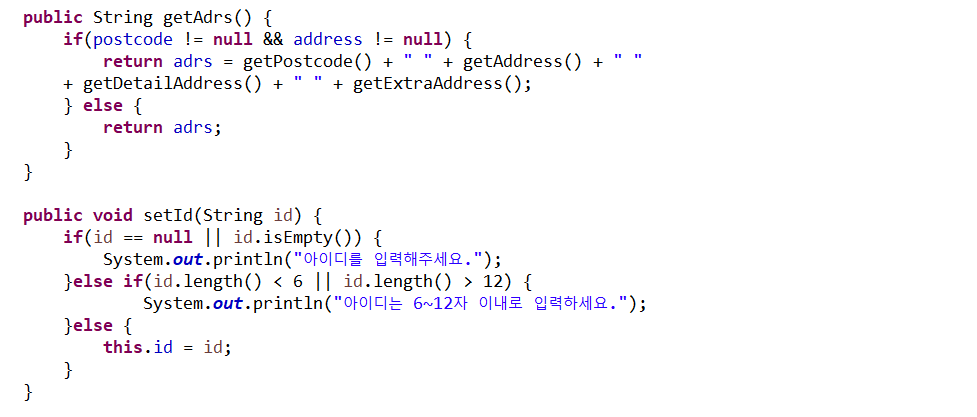 public String getAdrs() {
    if(postcode != null && address != null) {
        return adrs = getPostcode() + " " + getAddress() + " "
    + getDetailAddress() + " " + getExtraAddress();
    } else {
        return adrs;
    }
}

public void setId(String id) {
    if(id == null || id.isEmpty()) {
        System.out.println("아이디를 입력해주세요.");
    }else if(id.length() < 6 || id.length() > 12) {
            System.out.println("아이디는 6~12자 이내로 입력하세요.");
    }else {
        this.id = id;
    }
}